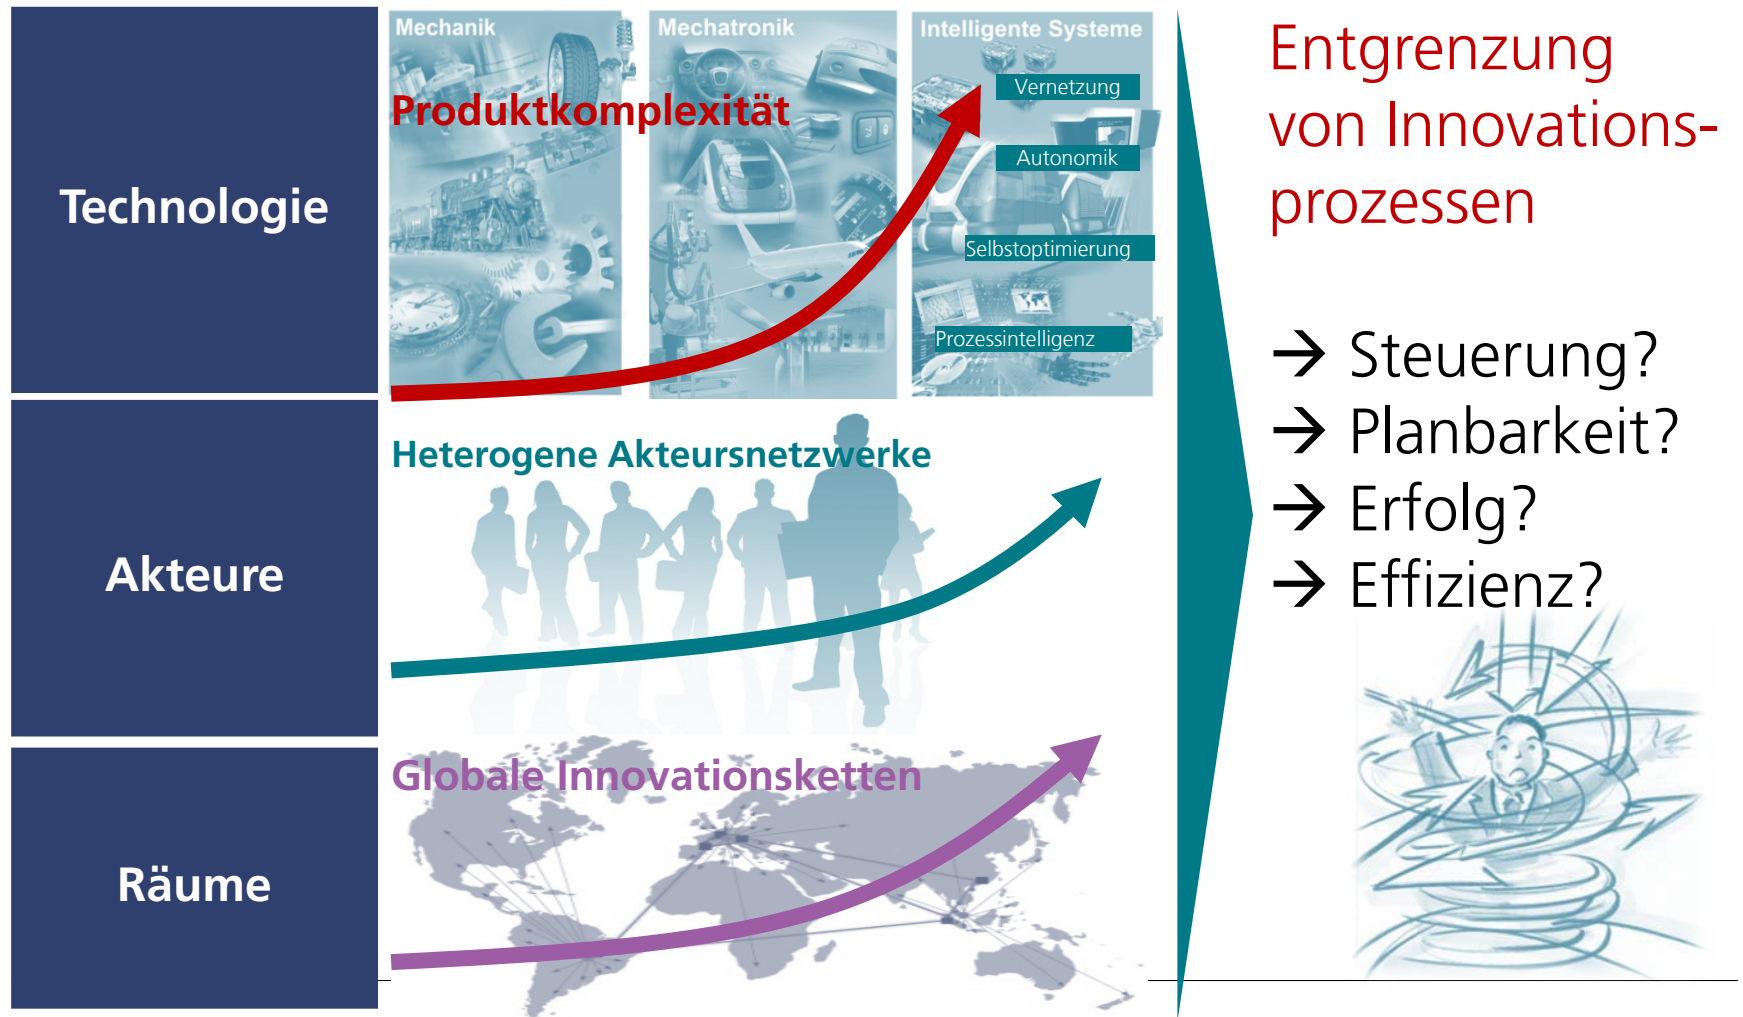 Technologie
Mechanik
Mechatronik
Intelligente Systeme
Produktkomplexität
Vernetzung
Autonomik
Selbstoptimierung
Prozessintelligenz
Akteure
Heterogene Akteursnetzwerke
Räume
Globale Innovationsketten
Entgrenzung
von Innovations-
prozessen
→ Steuerung?
→ Planbarkeit?
→ Erfolg?
→ Effizienz?